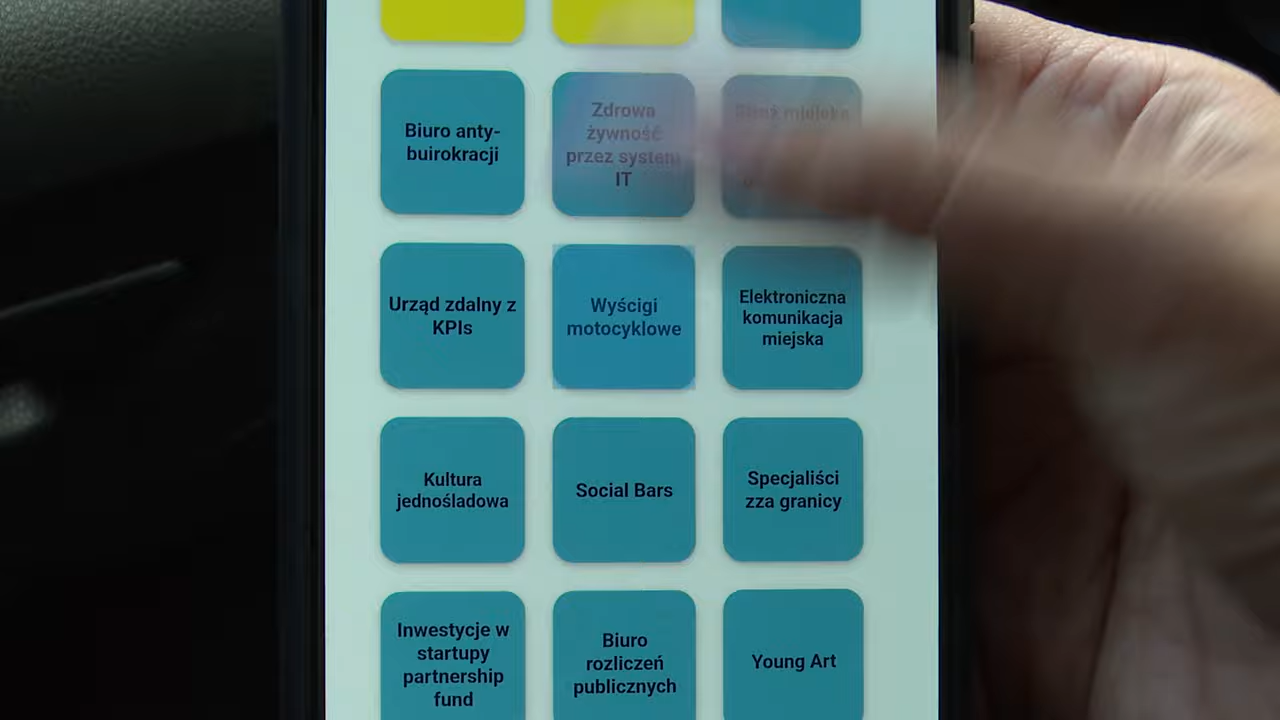 Biuro anty-
buirokracji
Zdrowa
żywność
przez system
IT
Urząd zdalny z
KPIs
Wyścigi
motocyklowe
Elektroniczna
komunikacja
miejska
Kultura
jednośladowa
Social Bars
Specjaliści
zza granicy
Inwestycje w
startupy
partnership
fund
Biuro
rozliczeń
publicznych
Young Art